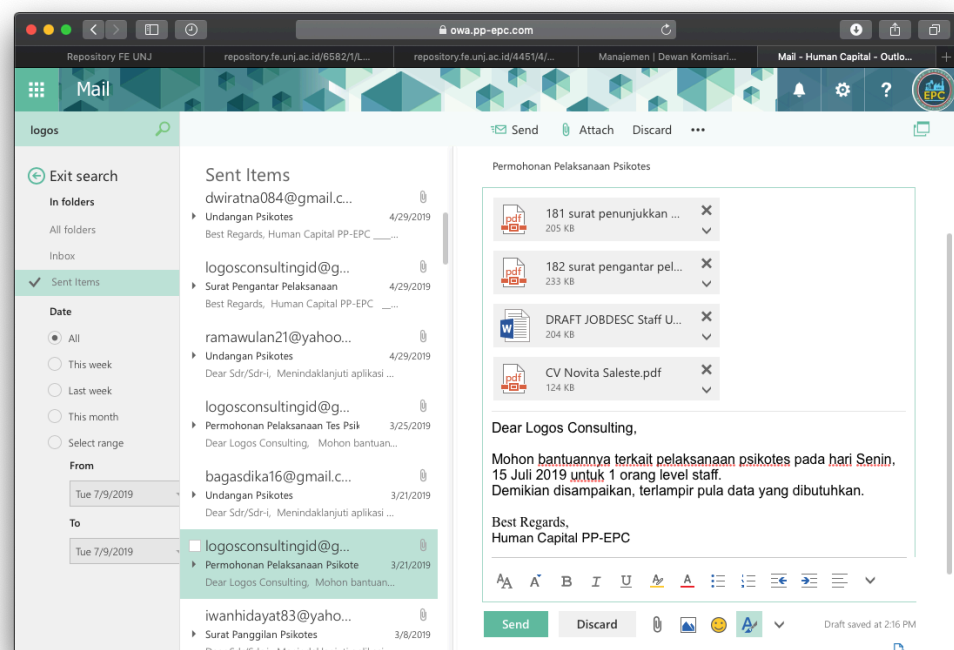 owa.pp-epc.com
Repository FE UNJ
repository.fe.unj.ac.id/6582/1/L...
repository.fe.unj.ac.id/4451/4/...
Manajemen | Dewan Komisari...
Mail - Human Capital - Outlo...
Mail
EPC
logos
Send
Attach
Discard
Exit search
In folders
All folders
Inbox
Sent Items
Date
All
This week
Last week
This month
Select range
From
Tue 7/9/2019
To
Tue 7/9/2019
Sent Items
dwiratna084@gmail.c...
Undangan Psikotes 4/29/2019
Best Regards, Human Capital PP-EPC ____...
logosconsultingid@g...
Surat Pengantar Pelaksanaan 4/29/2019
Best Regards, Human Capital PP-EPC __...
ramawulan21@yahoo...
Undangan Psikotes 4/29/2019
Dear Sdr/Sdr-i, Menindaklanjuti aplikasi ...
logosconsultingid@g...
Permohonan Pelaksanaan Tes Psik 3/25/2019
Dear Logos Consulting, Mohon bantuan...
bagasdika16@gmail.c...
Undangan Psikotes 3/21/2019
Dear Sdr/Sdr-i, Menindaklanjuti aplikasi ...
logosconsultingid@g...
Permohonan Pelaksanaan Psikote 3/21/2019
Dear Logos Consulting, Mohon bantuan...
iwanhidayat83@yaho...
Surat Panggilan Psikotes 3/8/2019
Permohonan Pelaksanaan Psikotes
181 surat penunjukkan ...
205 KB
182 surat pengantar pel...
233 KB
DRAFT JOBDESC Staff U...
204 KB
CV Novita Saleste.pdf
124 KB
Dear Logos Consulting,
Mohon bantuannya terkait pelaksanaan psikotes pada hari Senin,
15 Juli 2019 untuk 1 orang level staff.
Demikian disampaikan, terlampir pula data yang dibutuhkan.
Best Regards,
Human Capital PP-EPC
Send
Discard
Draft saved at 2:16 PM